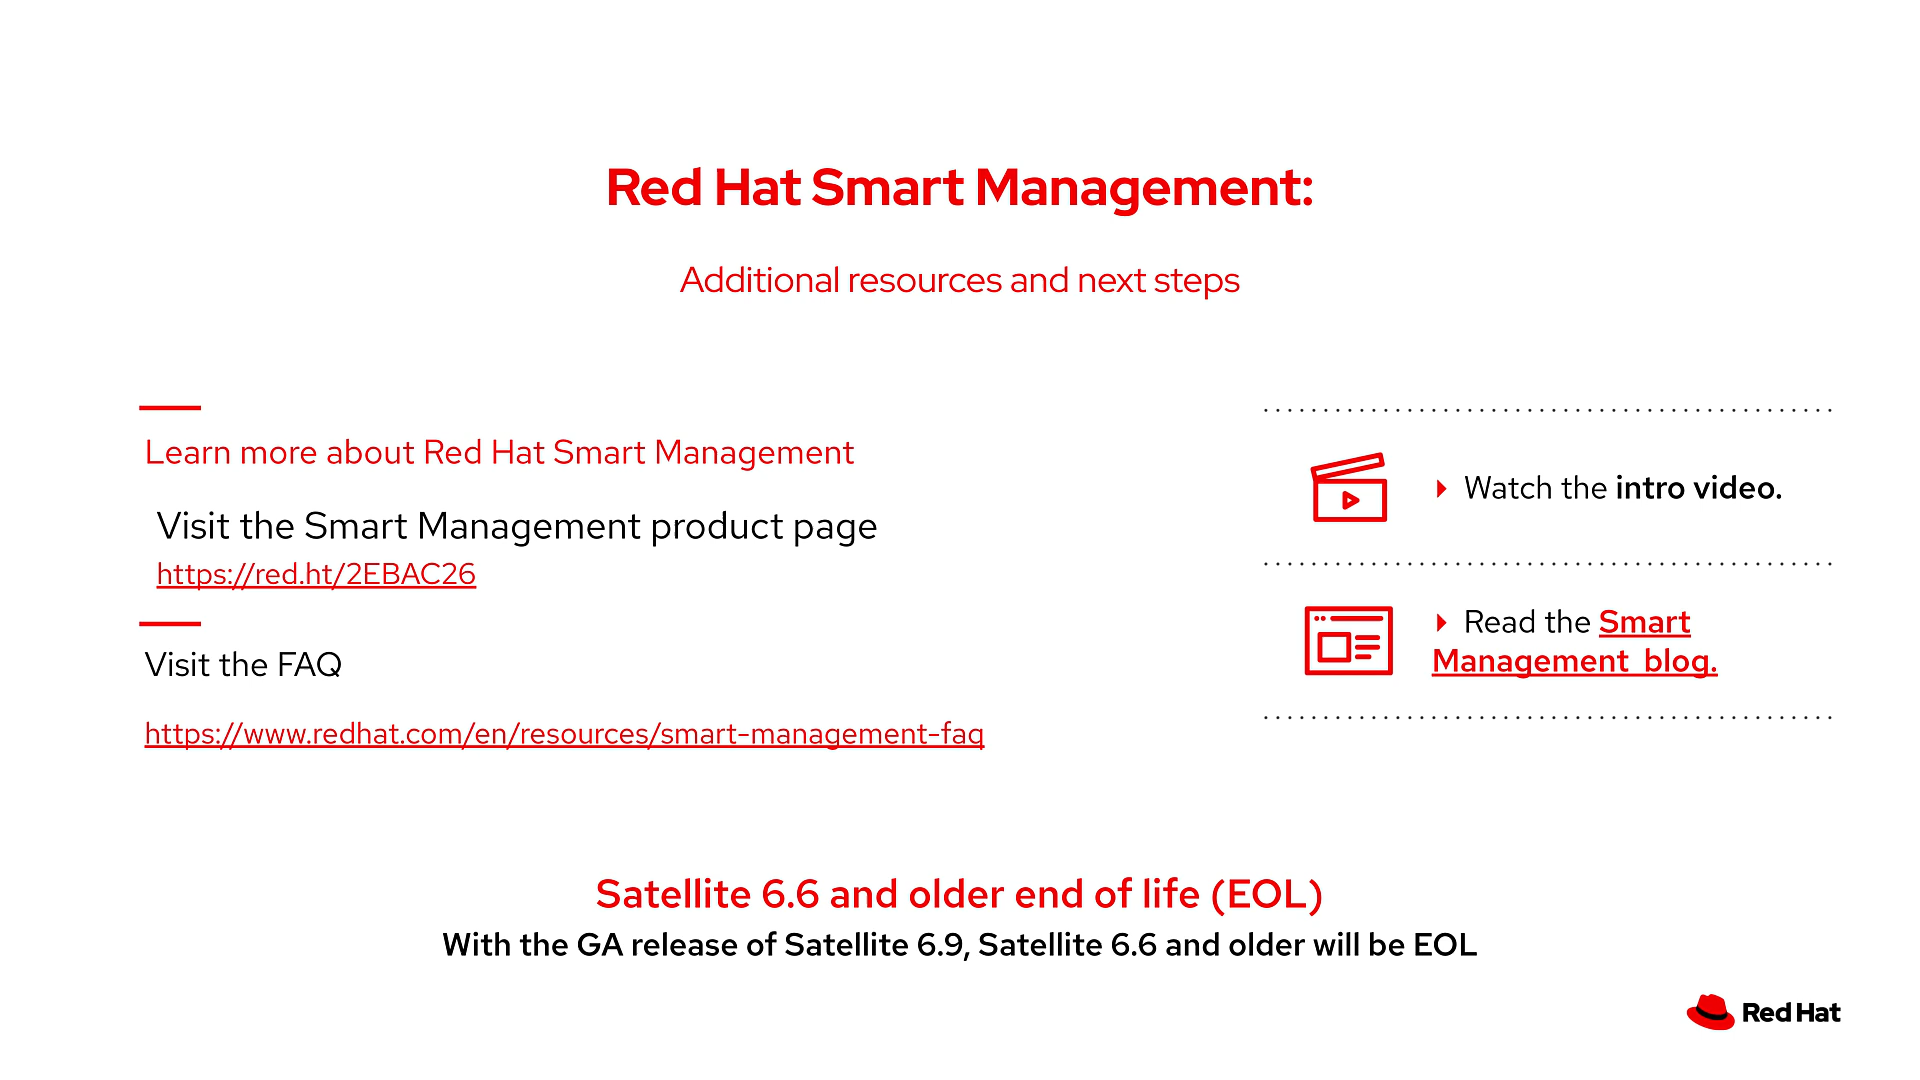 Red Hat Smart Management:
Additional resources and next steps
Learn more about Red Hat Smart Management
Visit the Smart Management product page
https://red.ht/2EBAC26
Visit the FAQ
https://www.redhat.com/en/resources/smart-management-faq
Watch the intro video.
Read the Smart
Management blog.
Satellite 6.6 and older end of life (EOL)
With the GA release of Satellite 6.9, Satellite 6.6 and older will be EOL
Red Hat